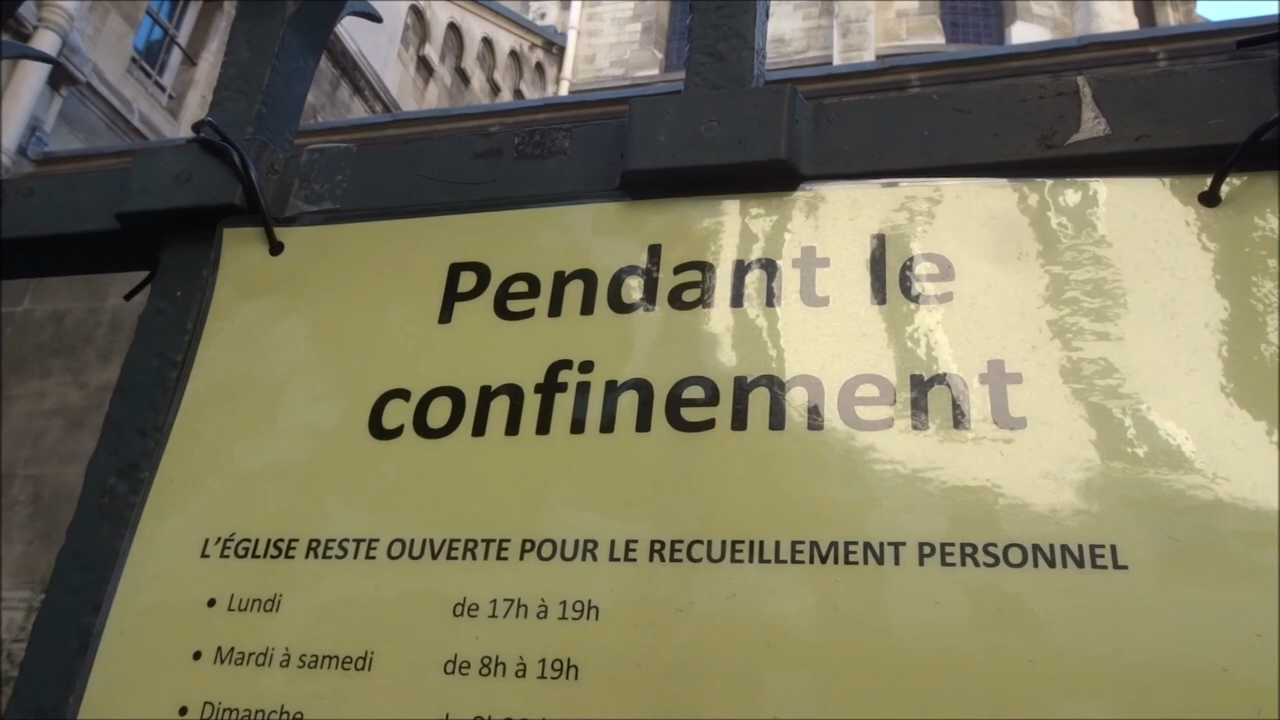 Pendant le
confinement
L'ÉGLISE RESTE OUVERTE POUR LE RECUEILLEMENT PERSONNEL
• Lundi de 17h à 19h
• Mardi à samedi de 8h à 19h
• Dimanche